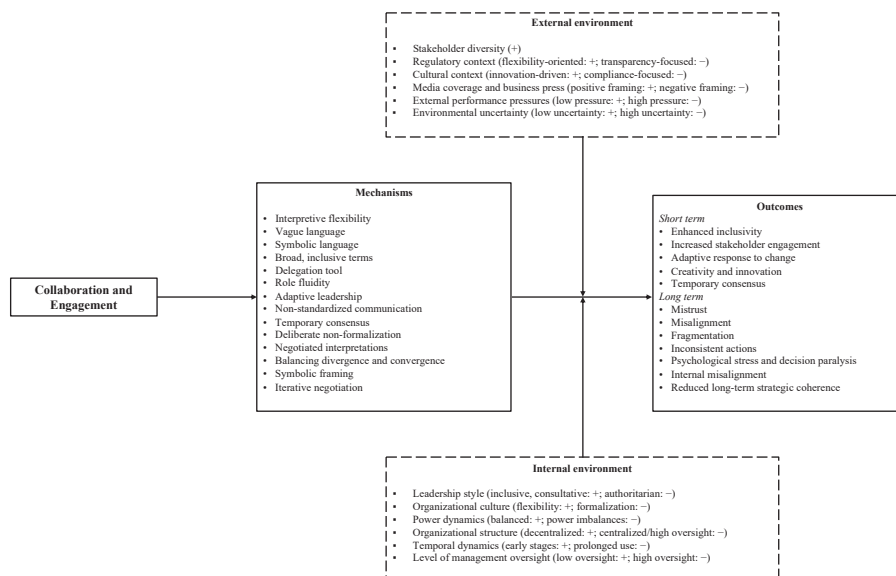 External environment
▪ Stakeholder diversity (+)
▪ Regulatory context (flexibility-oriented: +; transparency-focused: −)
▪ Cultural context (innovation-driven: +; compliance-focused: −)
▪ Media coverage and business press (positive framing: +; negative framing: −)
▪ External performance pressures (low pressure: +; high pressure: −)
▪ Environmental uncertainty (low uncertainty: +; high uncertainty: −)
Collaboration and
Engagement
Mechanisms
• Interpretive flexibility
• Vague language
• Symbolic language
• Broad, inclusive terms
• Delegation tool
• Role fluidity
• Adaptive leadership
• Non-standardized communication
• Temporary consensus
• Deliberate non-formalization
• Negotiated interpretations
• Balancing divergence and convergence
• Symbolic framing
• Iterative negotiation
Outcomes
Short term
• Enhanced inclusivity
• Increased stakeholder engagement
• Adaptive response to change
• Creativity and innovation
• Temporary consensus
Long term
• Mistrust
• Misalignment
• Fragmentation
• Inconsistent actions
• Psychological stress and decision paralysis
• Internal misalignment
• Reduced long-term strategic coherence
Internal environment
▪ Leadership style (inclusive, consultative: +; authoritarian: −)
▪ Organizational culture (flexibility: +; formalization: −)
▪ Power dynamics (balanced: +; power imbalances: −)
▪ Organizational structure (decentralized: +; centralized/high oversight: −)
▪ Temporal dynamics (early stages: +; prolonged use: −)
▪ Level of management oversight (low oversight: +; high oversight: −)